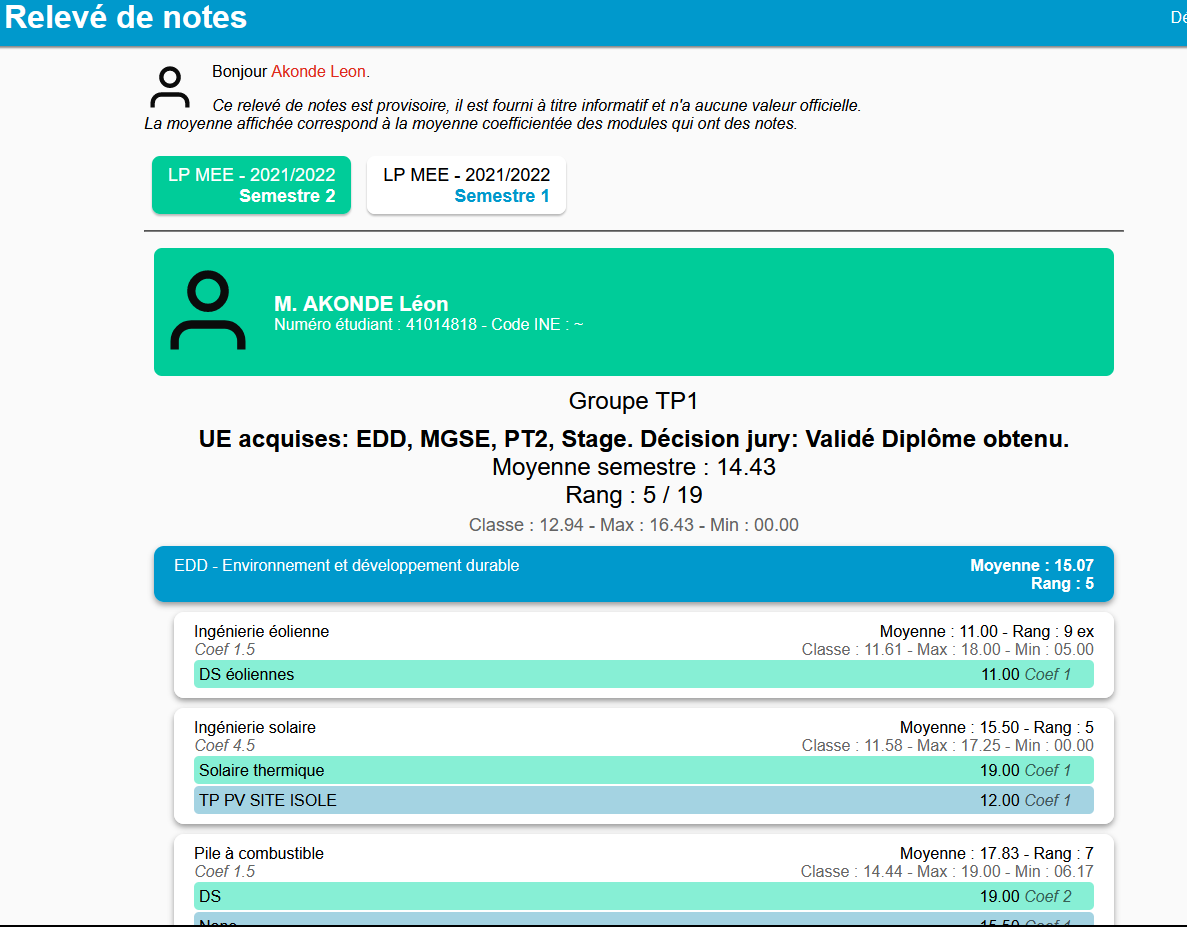 Relevé de notes
Dé
Bonjour Akonde Leon.
Ce relevé de notes est provisoire, il est fourni à titre informatif et n'a aucune valeur officielle.
La moyenne affichée correspond à la moyenne coefficientée des modules qui ont des notes.
LP MEE - 2021/2022
Semestre 2
LP MEE - 2021/2022
Semestre 1
M. AKONDE Léon
Numéro étudiant : 41014818 - Code INE : ~
Groupe TP1
UE acquises: EDD, MGSE, PT2, Stage. Décision jury: Validé Diplôme obtenu.
Moyenne semestre : 14.43
Rang : 5 / 19
Classe : 12.94 - Max : 16.43 - Min : 00.00
EDD - Environnement et développement durable
Moyenne : 15.07
Rang : 5
Ingénierie éolienne
Moyenne : 11.00 - Rang : 9 ex
Coef 1.5
Classe : 11.61 - Max : 18.00 - Min : 05.00
DS éoliennes
11.00 Coef 1
Ingénierie solaire
Moyenne : 15.50 - Rang : 5
Coef 4.5
Classe : 11.58 - Max : 17.25 - Min : 00.00
Solaire thermique
19.00 Coef 1
TP PV SITE ISOLE
12.00 Coef 1
Pile à combustible
Moyenne : 17.83 - Rang : 7
Coef 1.5
Classe : 14.44 - Max : 19.00 - Min : 06.17
DS
19.00 Coef 2
15.50 Coef 1